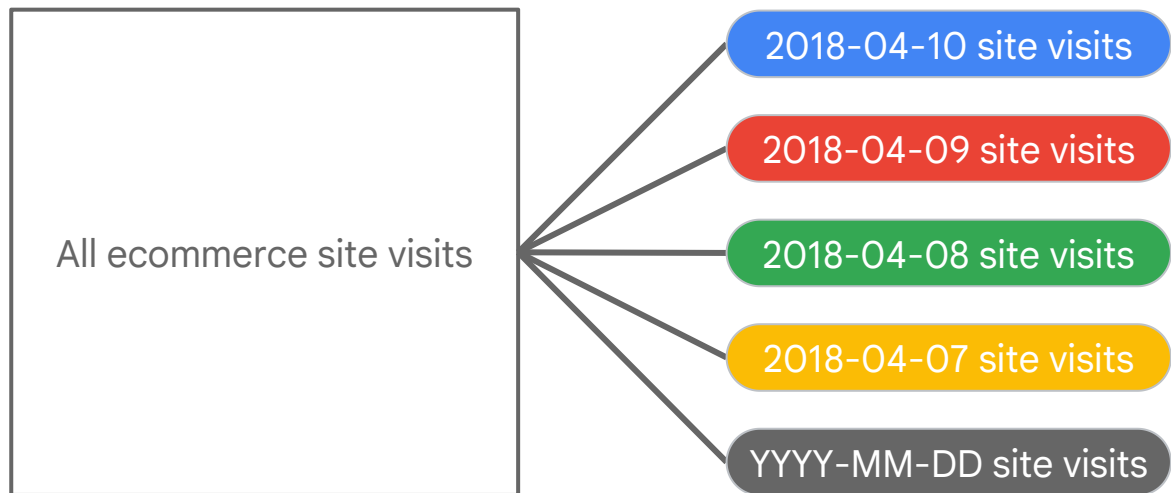 All ecommerce site visits
2018-04-10 site visits
2018-04-09 site visits
2018-04-08 site visits
2018-04-07 site visits
YYYY-MM-DD site visits